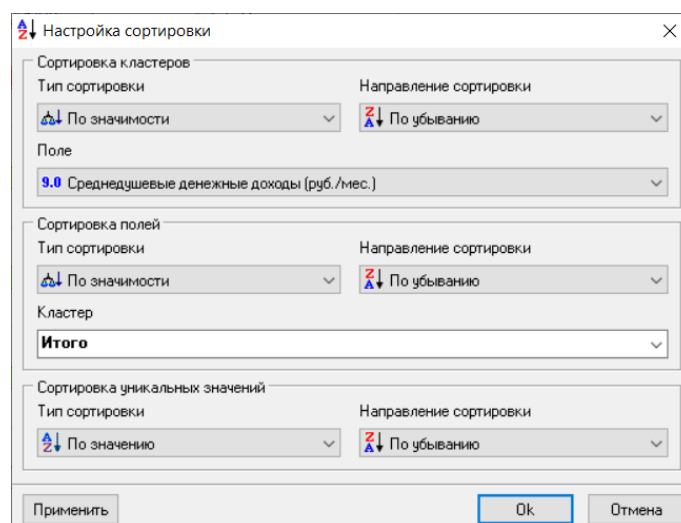 Настройка сортировки
Сортировка кластеров
Тип сортировки Направление сортировки
По значимости По убыванию
Поле
9.0 Среднедушевые денежные доходы (руб./мес.)
Сортировка полей
Тип сортировки Направление сортировки
По значимости По убыванию
Кластер
Итого
Сортировка уникальных значений
Тип сортировки Направление сортировки
По значению По убыванию
Применить Ok Отмена